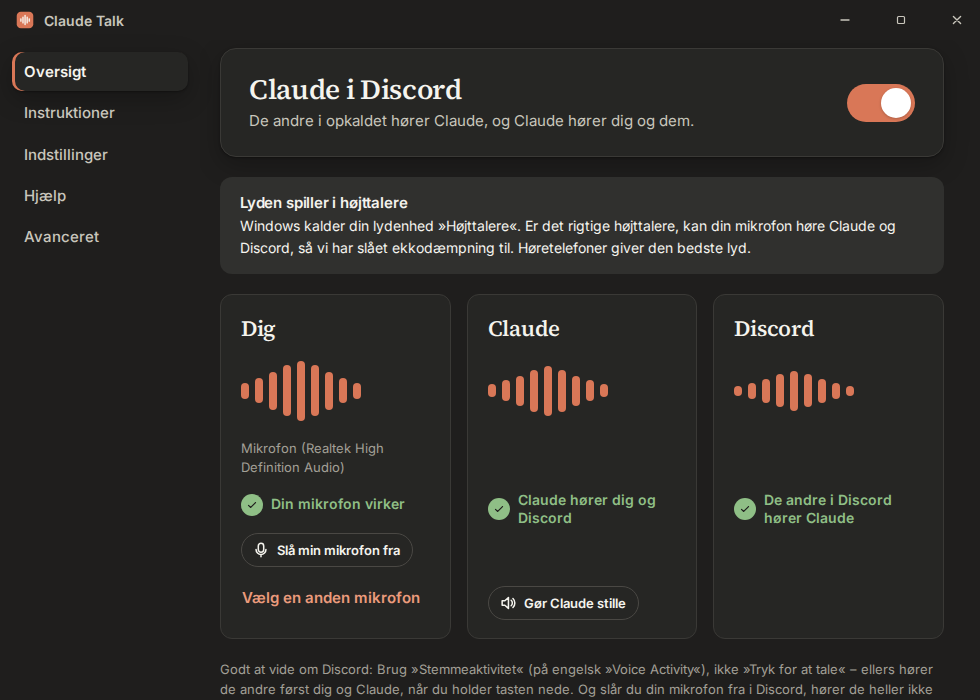 Claude Talk
Oversigt
Instruktioner
Indstillinger
Hjælp
Avanceret
Claude i Discord
De andre i opkaldet hører Claude, og Claude hører dig og dem.
Lyden spiller i højttalere
Windows kalder din lydenhed »Højttalere«. Er det rigtige højttalere, kan din mikrofon høre Claude og
Discord, så vi har slået ekkodæmpning til. Høretelefoner giver den bedste lyd.
Dig
Mikrofon (Realtek High
Definition Audio)
Din mikrofon virker
Slå min mikrofon fra
Vælg en anden mikrofon
Claude
Claude hører dig og
Discord
Gør Claude stille
Discord
De andre i Discord
hører Claude
Godt at vide om Discord: Brug »Stemmeaktivitet« (på engelsk »Voice Activity«), ikke »Tryk for at tale« – ellers hører
de andre først dig og Claude, når du holder tasten nede. Og slår du din mikrofon fra i Discord, hører de heller ikke